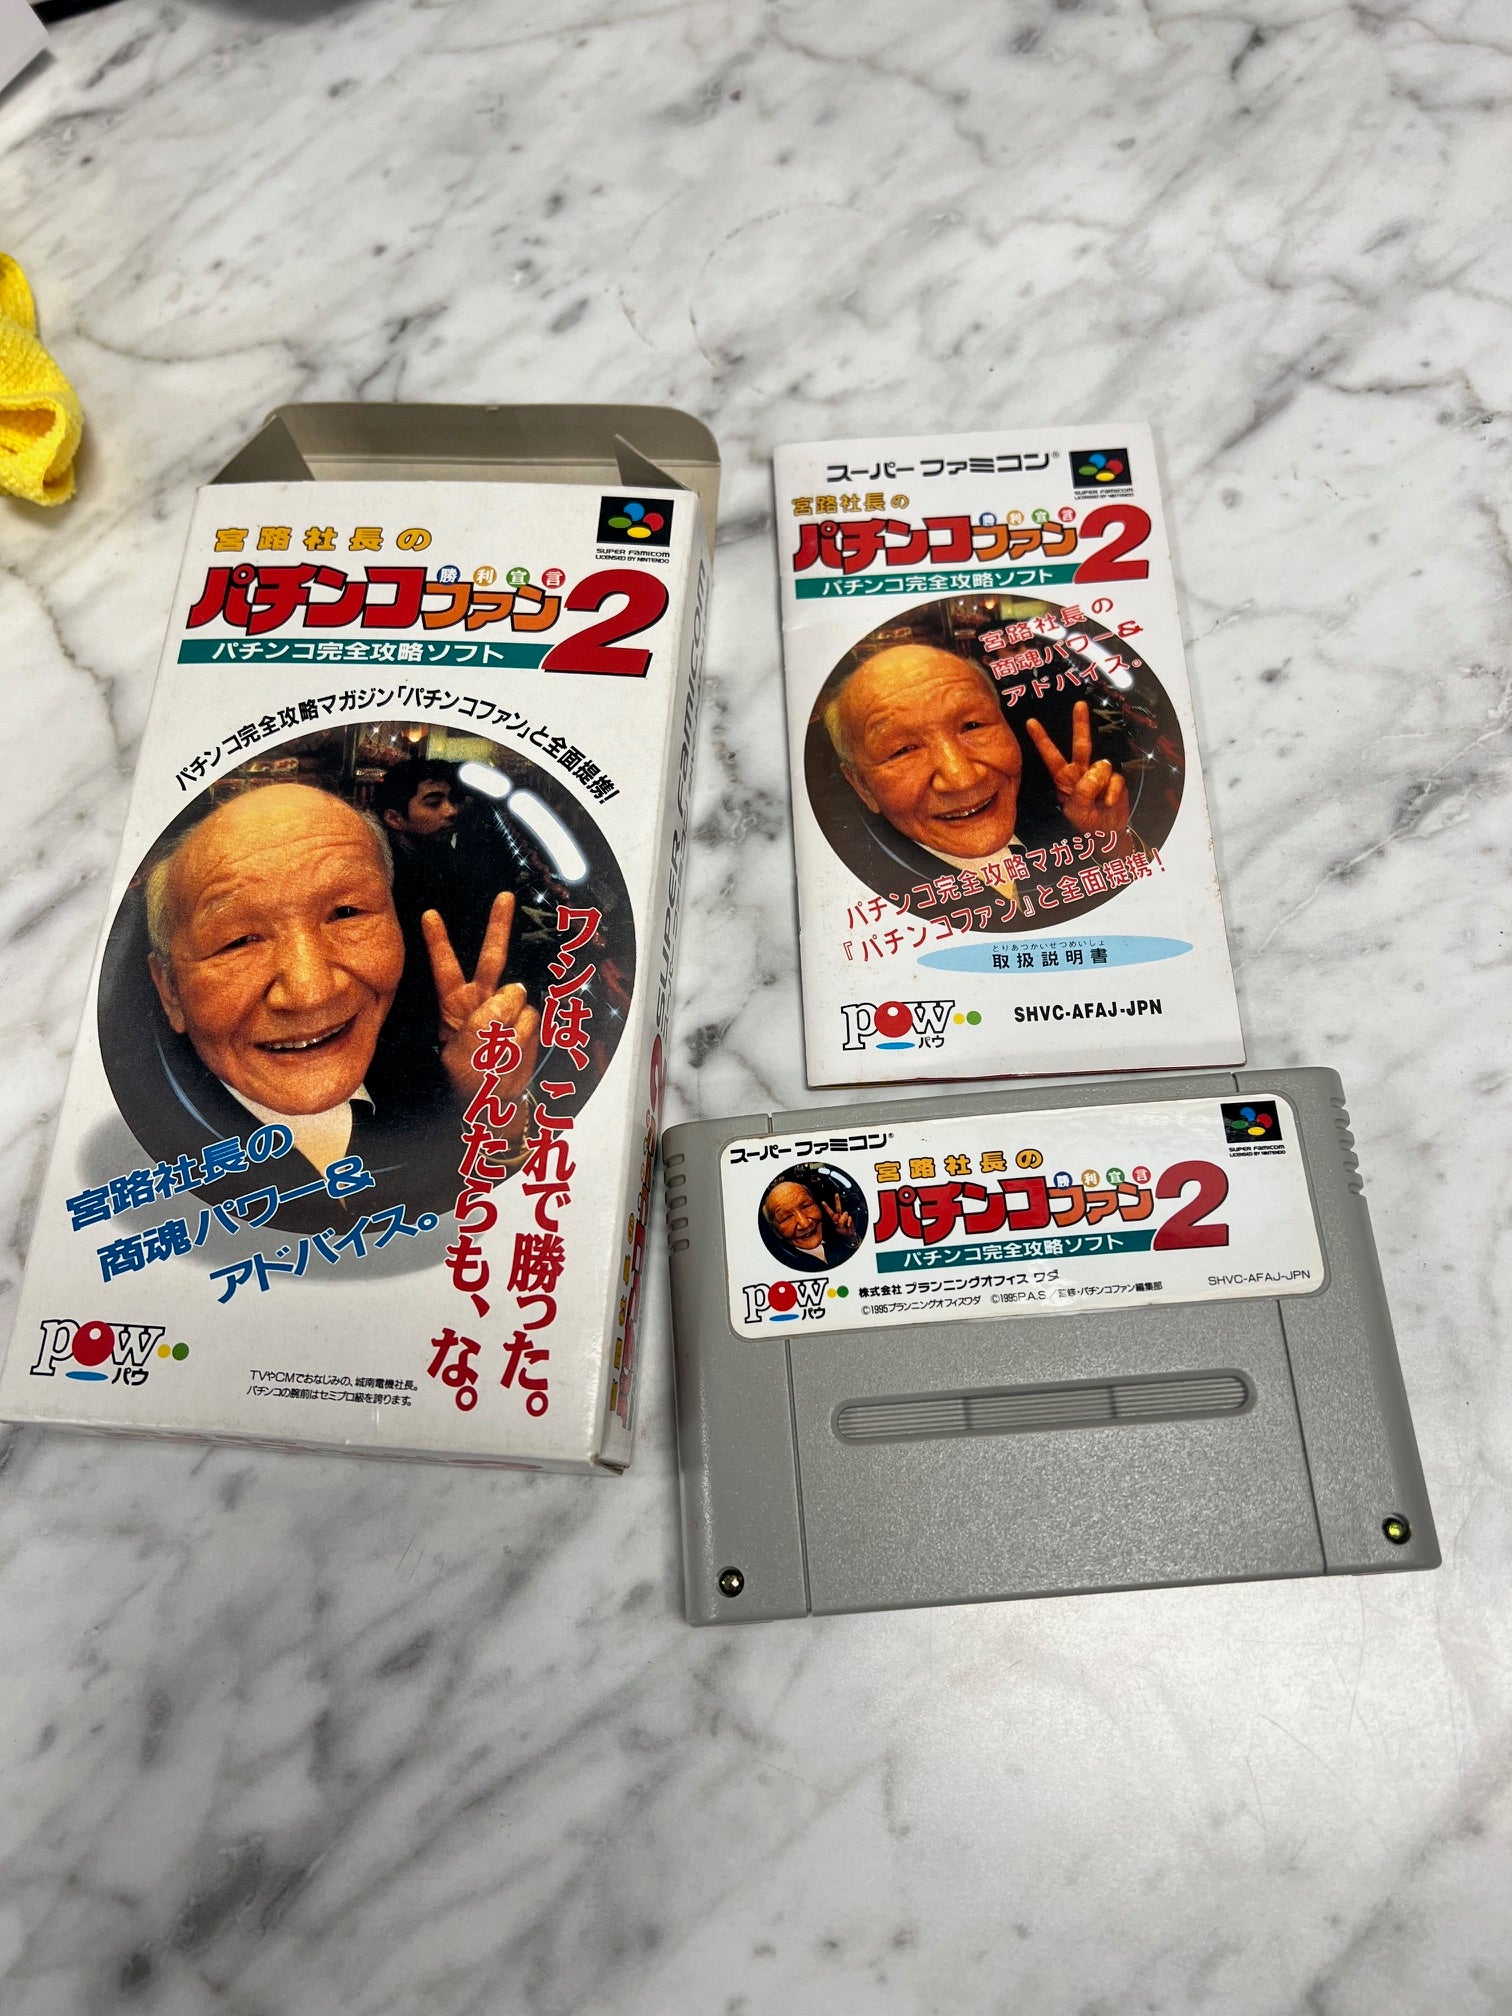 宮路社長の
パチンコファン
勝利宣言
2
パチンコ完全攻略ソフト
SUPER FAMICOM
LICENSED BY NINTENDO
パチンコ完全攻略マガジン「パチンコファン」と全面提携!
ワシは、これで勝った。
あんたらも、な。
宮路社長の
商魂パワー&
アドバイス。
pow
パウ
TVやCMでおなじみの、城南電機社長。
パチンコの腕前はセミプロ級を誇ります。
SUPER FAMICOM
スーパーファミコン®
SUPER FAMICOM
LICENSED BY NINTENDO
宮路社長の
パチンコファン
勝利宣言
2
パチンコ完全攻略ソフト
宮路社長の
商魂パワー&
アドバイス。
パチンコ完全攻略マガジン
『パチンコファン』と全面提携!
とりあつかいせつめいしょ
取扱説明書
pow
パウ
SHVC-AFAJ-JPN
スーパーファミコン®
SUPER FAMICOM
LICENSED BY NINTENDO
宮路社長の
パチンコファン
勝利宣言
2
パチンコ完全攻略ソフト
pow
パウ
株式会社 プランニングオフィス ワダ
©1995プランニングオフィスワダ ©1995P.A.S/監修・パチンコファン編集部
SHVC-AFAJ-JPN